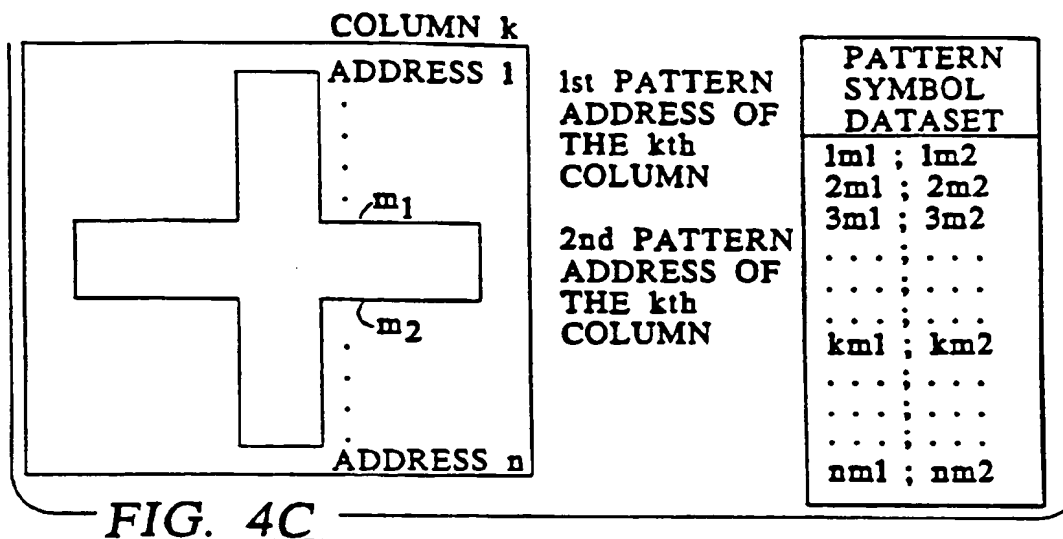 COLUMN k
ADDRESS 1
m1
m2
ADDRESS n
1st PATTERN
ADDRESS OF
THE kth
COLUMN
2nd PATTERN
ADDRESS OF
THE kth
COLUMN
PATTERN
SYMBOL
DATASET
1m1 ; 1m2
2m1 ; 2m2
3m1 ; 3m2
. . . ; . . .
. . . ; . . .
. . . ; . . .
km1 ; km2
. . . ; . . .
. . . ; . . .
. . . ; . . .
nm1 ; nm2
FIG. 4C